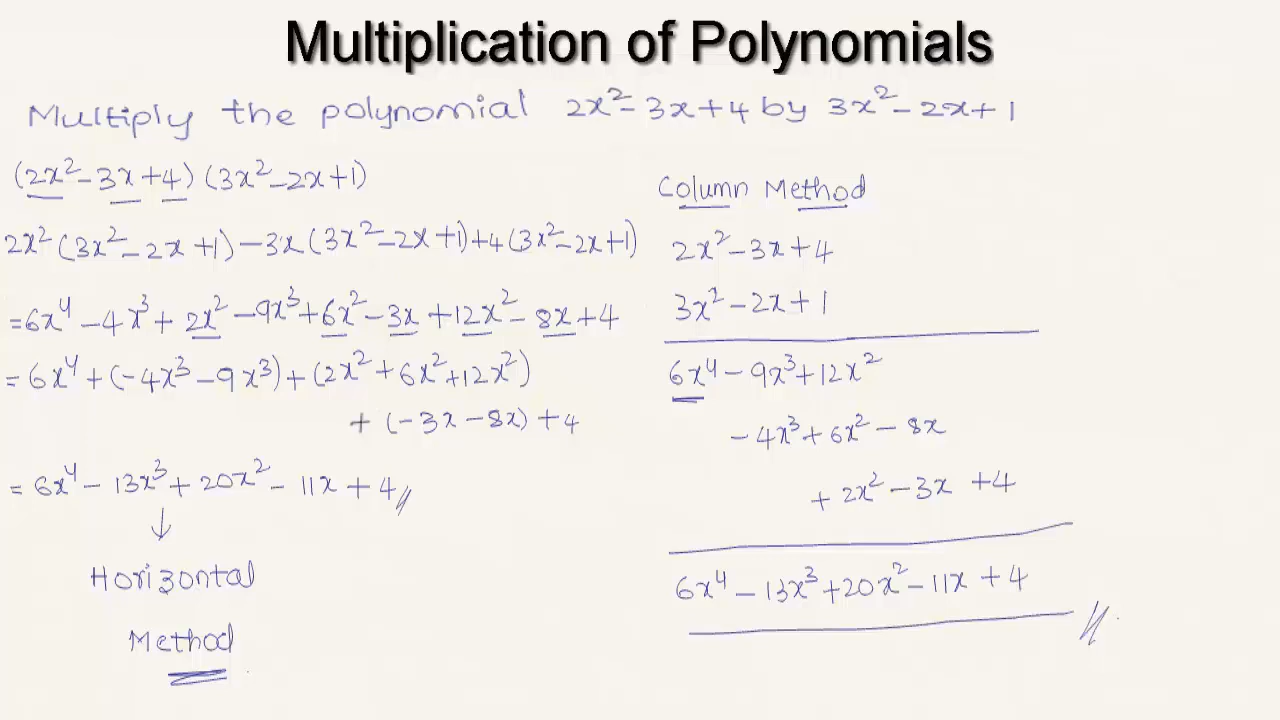 Multiplication of Polynomials
Multiply the polynomial 2x²-3x+4 by 3x²-2x+1
(2x²-3x+4)(3x²-2x+1)
2x²(3x²-2x+1)-3x(3x²-2x+1)+4(3x²-2x+1)
=6x⁴-4x³+2x²-9x³+6x²-3x+12x²-8x+4
=6x⁴+(-4x³-9x³)+(2x²+6x²+12x²)
+(-3x-8x)+4
=6x⁴-13x³+20x²-11x+4//
↓
Horizontal
Method
Column Method
2x²-3x+4
3x²-2x+1
6x⁴-9x³+12x²
-4x³+6x²-8x
+2x²-3x+4
6x⁴-13x³+20x²-11x+4
//